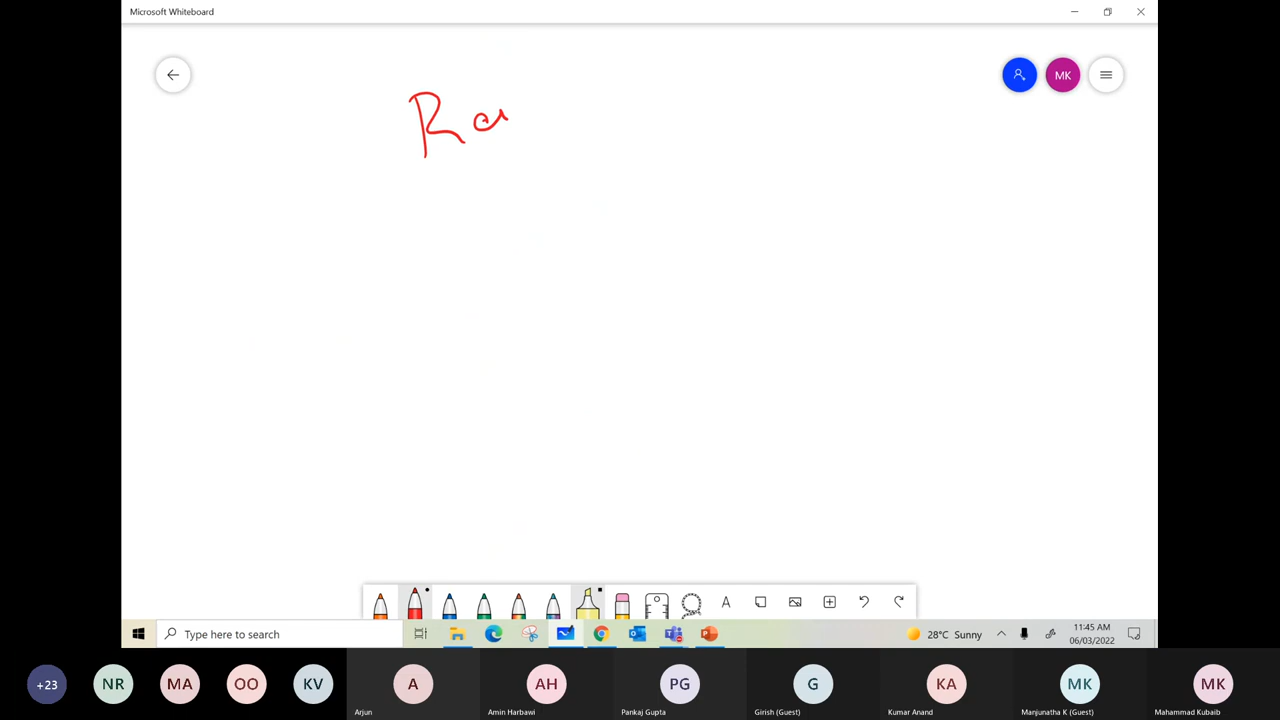 Microsoft Whiteboard
MK
Ra
A
Type here to search
28°C Sunny
11:45 AM
06/03/2022
+23
NR
MA
OO
KV
A
AH
PG
G
KA
MK
MK
Arjun
Amin Harbawi
Pankaj Gupta
Girish (Guest)
Kumar Anand
Manjunatha K (Guest)
Mahammad Kubaib